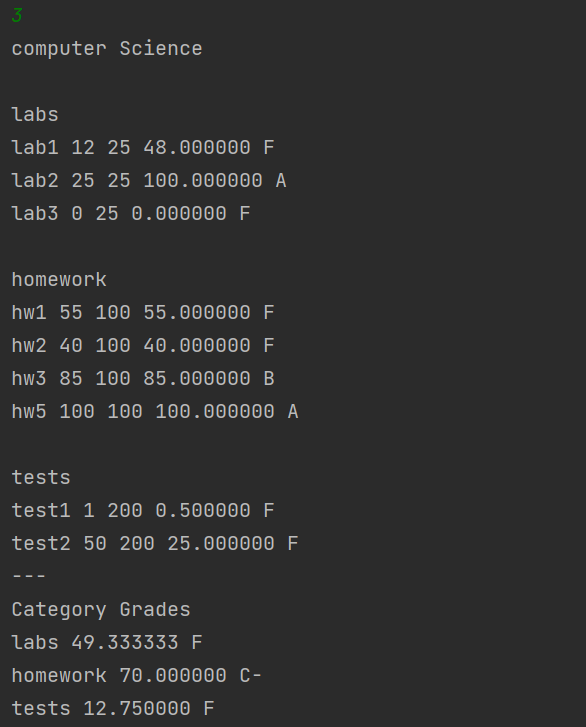 3
computer Science
labs
lab1 12 25 48.000000 F
lab2 25 25 100.000000 A
lab3 0 25 0.000000 F
homework
hw1 55 100 55.000000 F
hw2 40 100 40.000000 F
hw3 85 100 85.000000 B
hw5 100 100 100.000000 A
tests
test1 1 200 0.500000 F
test2 50 200 25.000000 F
---
Category Grades
labs 49.333333 F
homework 70.000000 C-
tests 12.750000 F